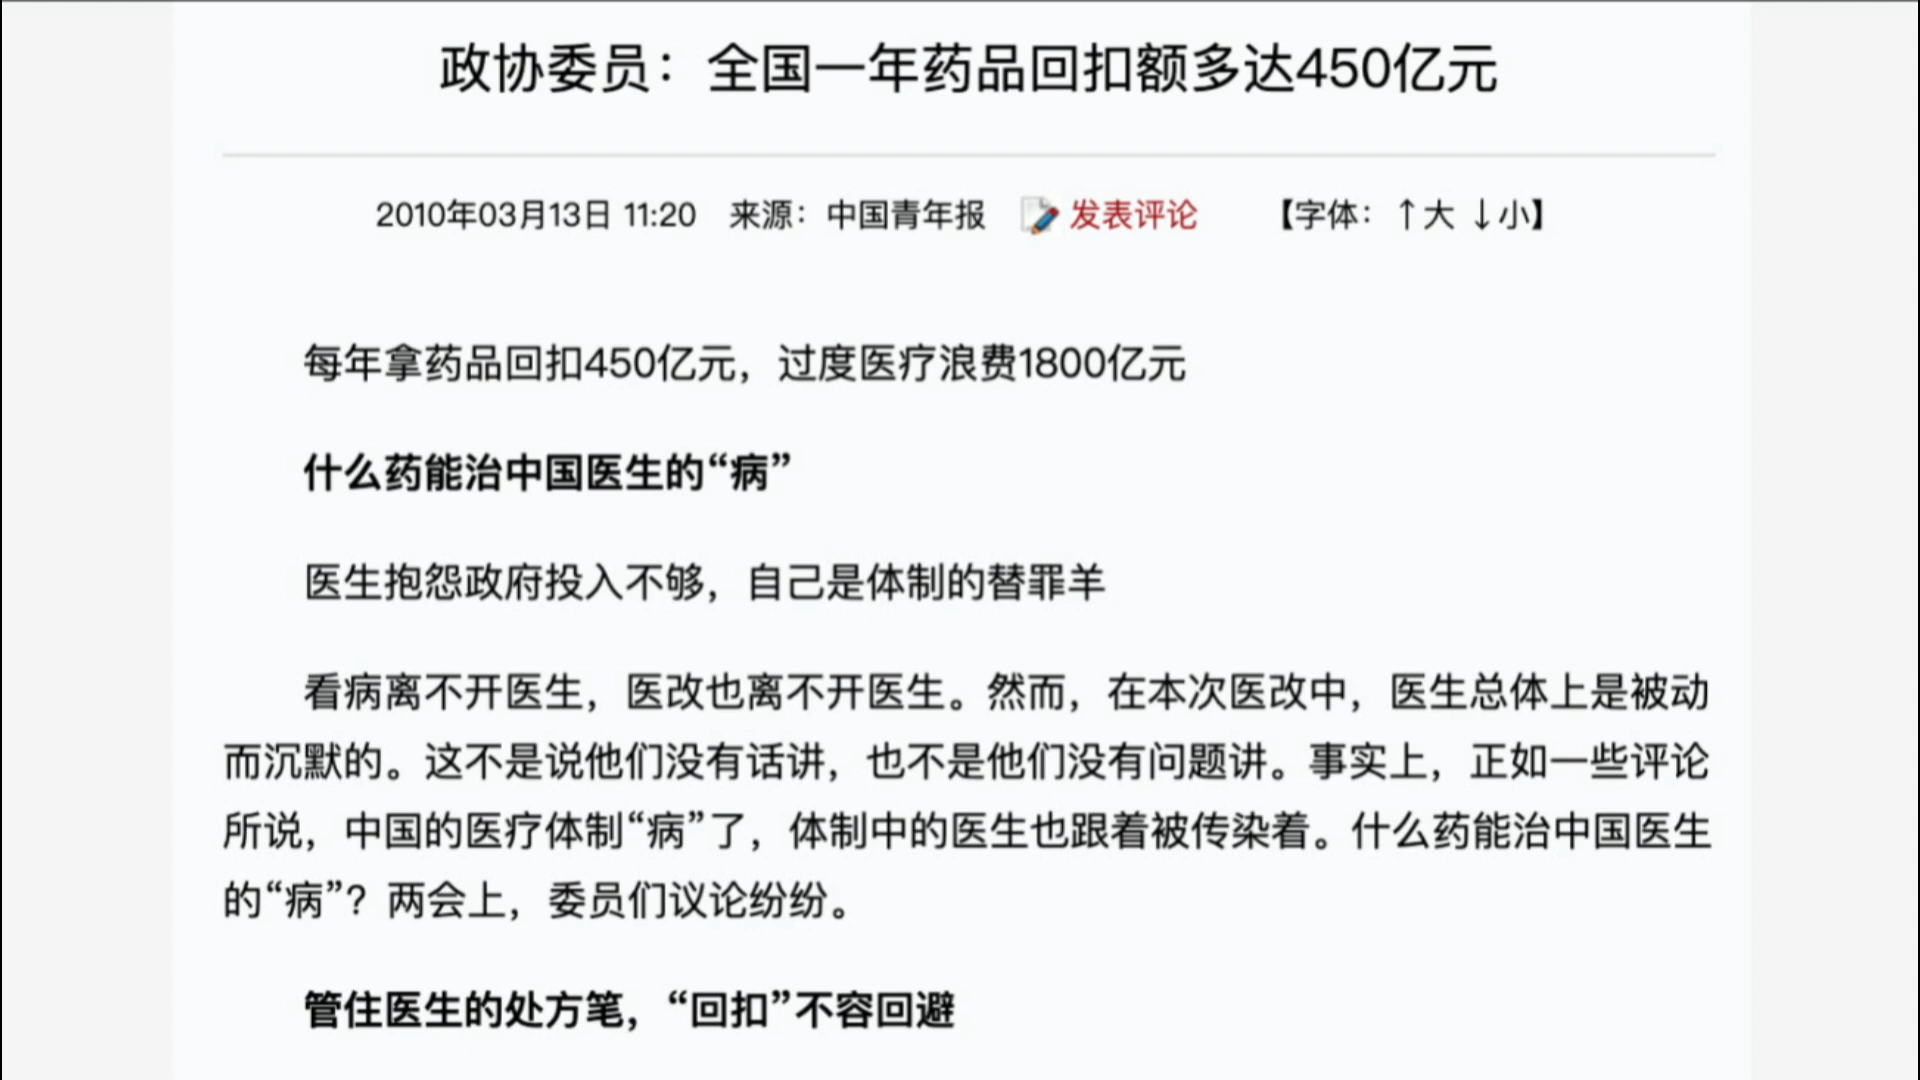 政协委员：全国一年药品回扣额多达450亿元
2010年03月13日 11:20 来源：中国青年报 发表评论 【字体：↑大 ↓小】
每年拿药品回扣450亿元，过度医疗浪费1800亿元
什么药能治中国医生的“病”
医生抱怨政府投入不够，自己是体制的替罪羊
看病离不开医生，医改也离不开医生。然而，在本次医改中，医生总体上是被动
而沉默的。这不是说他们没有话讲，也不是他们没有问题讲。事实上，正如一些评论
所说，中国的医疗体制“病”了，体制中的医生也跟着被传染着。什么药能治中国医生
的“病”？两会上，委员们议论纷纷。
管住医生的处方笔，“回扣”不容回避